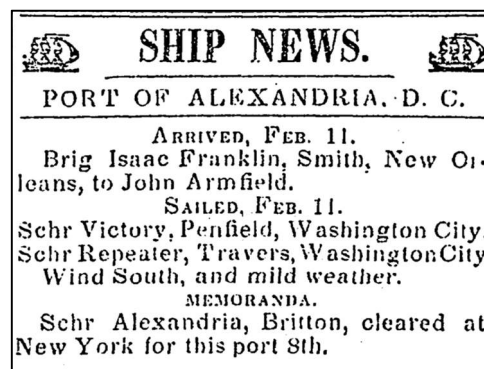 SHIP NEWS.
PORT OF ALEXANDRIA. D. C.
ARRIVED, FEB. 11.
Brig Isaac Franklin, Smith, New Or-
leans, to John Armfield.
SAILED, FEB. 11.
Schr Victory, Penfield, Washington City.
Schr Repeater, Travers, Washington City
Wind South, and mild weather.
MEMORANDA.
Schr Alexandria, Britton, cleared at
New York for this port 8th.